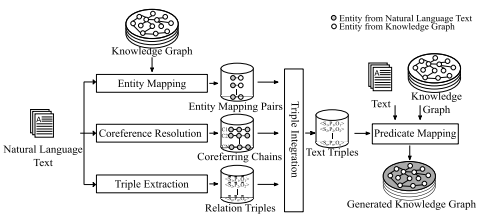 Entity from Natural Language Text
Entity from Knowledge Graph
Knowledge Graph
Entity Mapping
Entity Mapping Pairs
Natural Language
Text
Coreference Resolution
Coreferring Chains
Triple Extraction
Relation Triples
Triple Integration
Text Triples
Text
Knowledge
Graph
Predicate Mapping
Generated Knowledge Graph